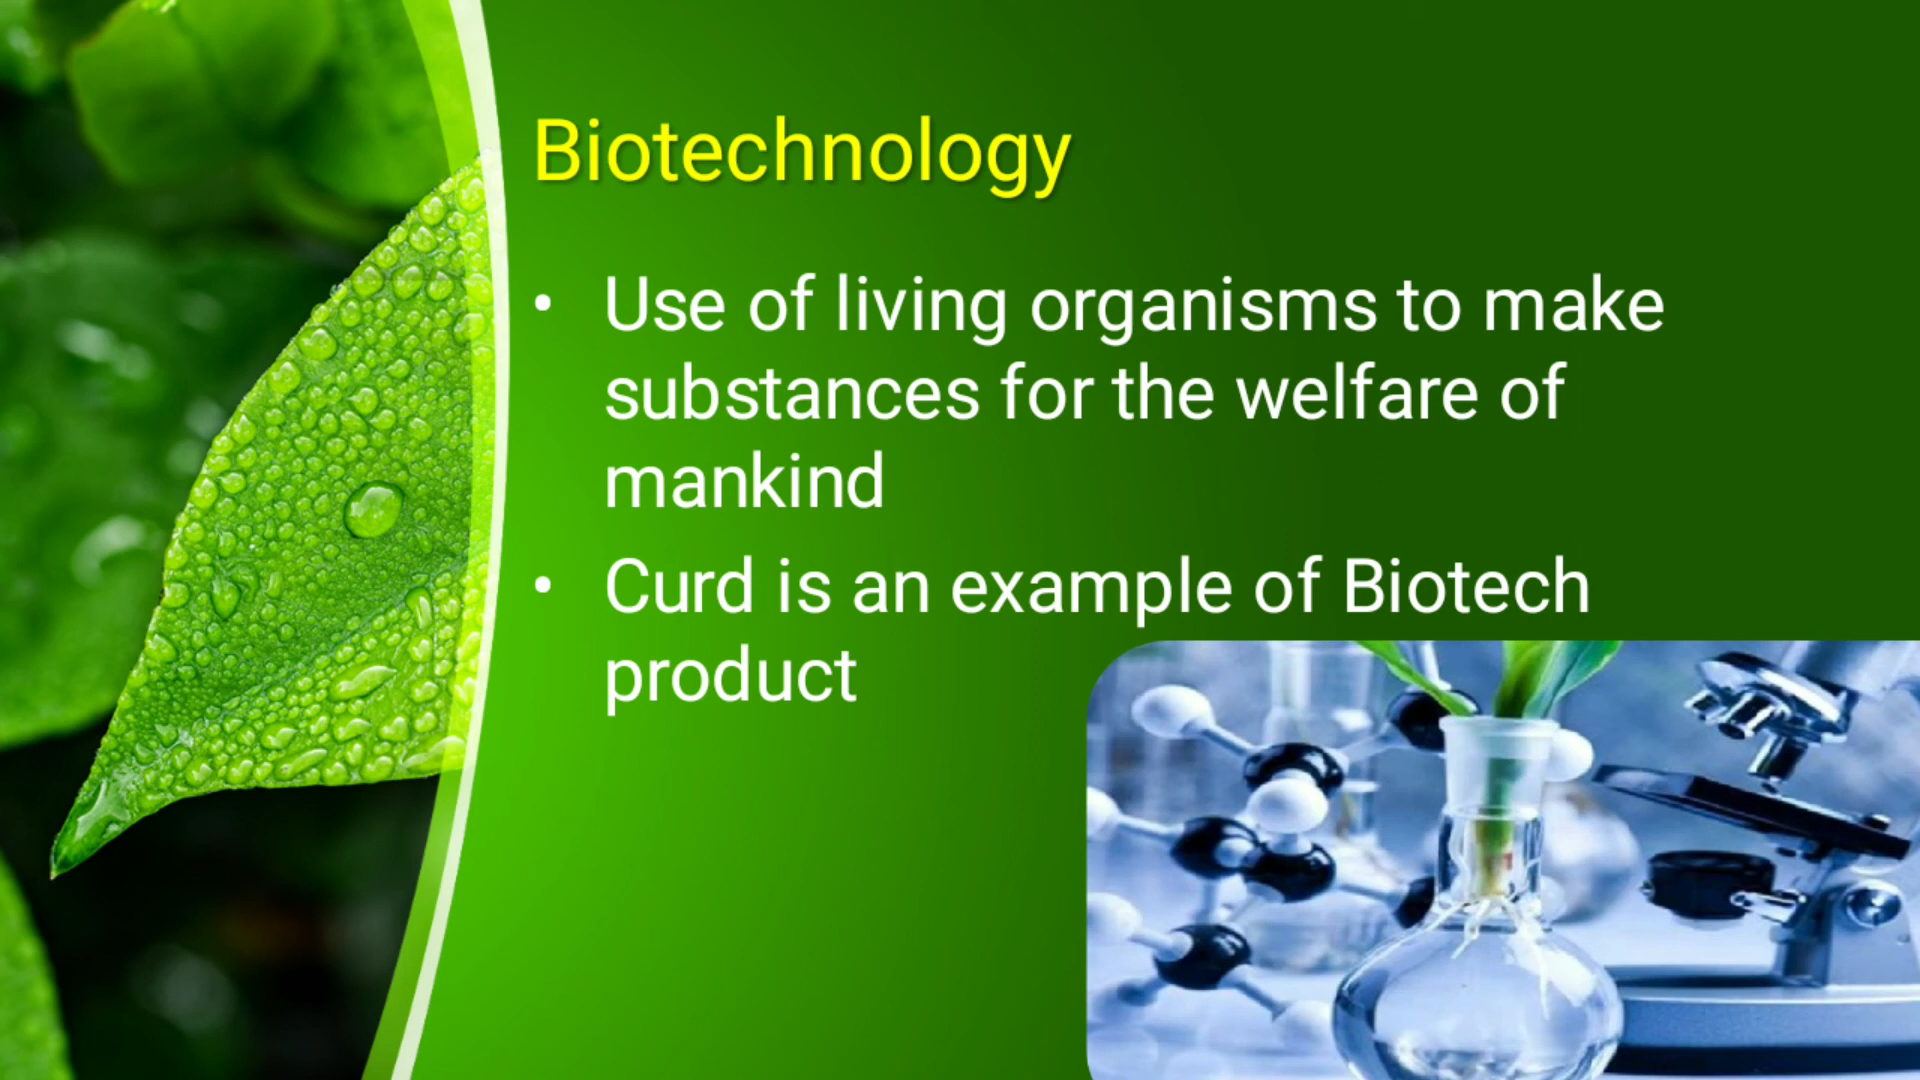 Biotechnology
• Use of living organisms to make
substances for the welfare of
mankind
• Curd is an example of Biotech
product